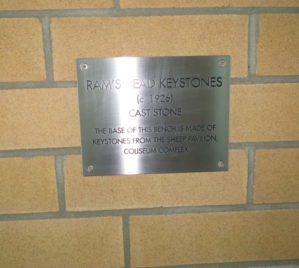 RAM'S HEAD KEYSTONES
(c. 1926)
CAST STONE
THE BASE OF THIS BENCH IS MADE OF
KEYSTONES FROM THE SHEEP PAVILION,
COLISEUM COMPLEX